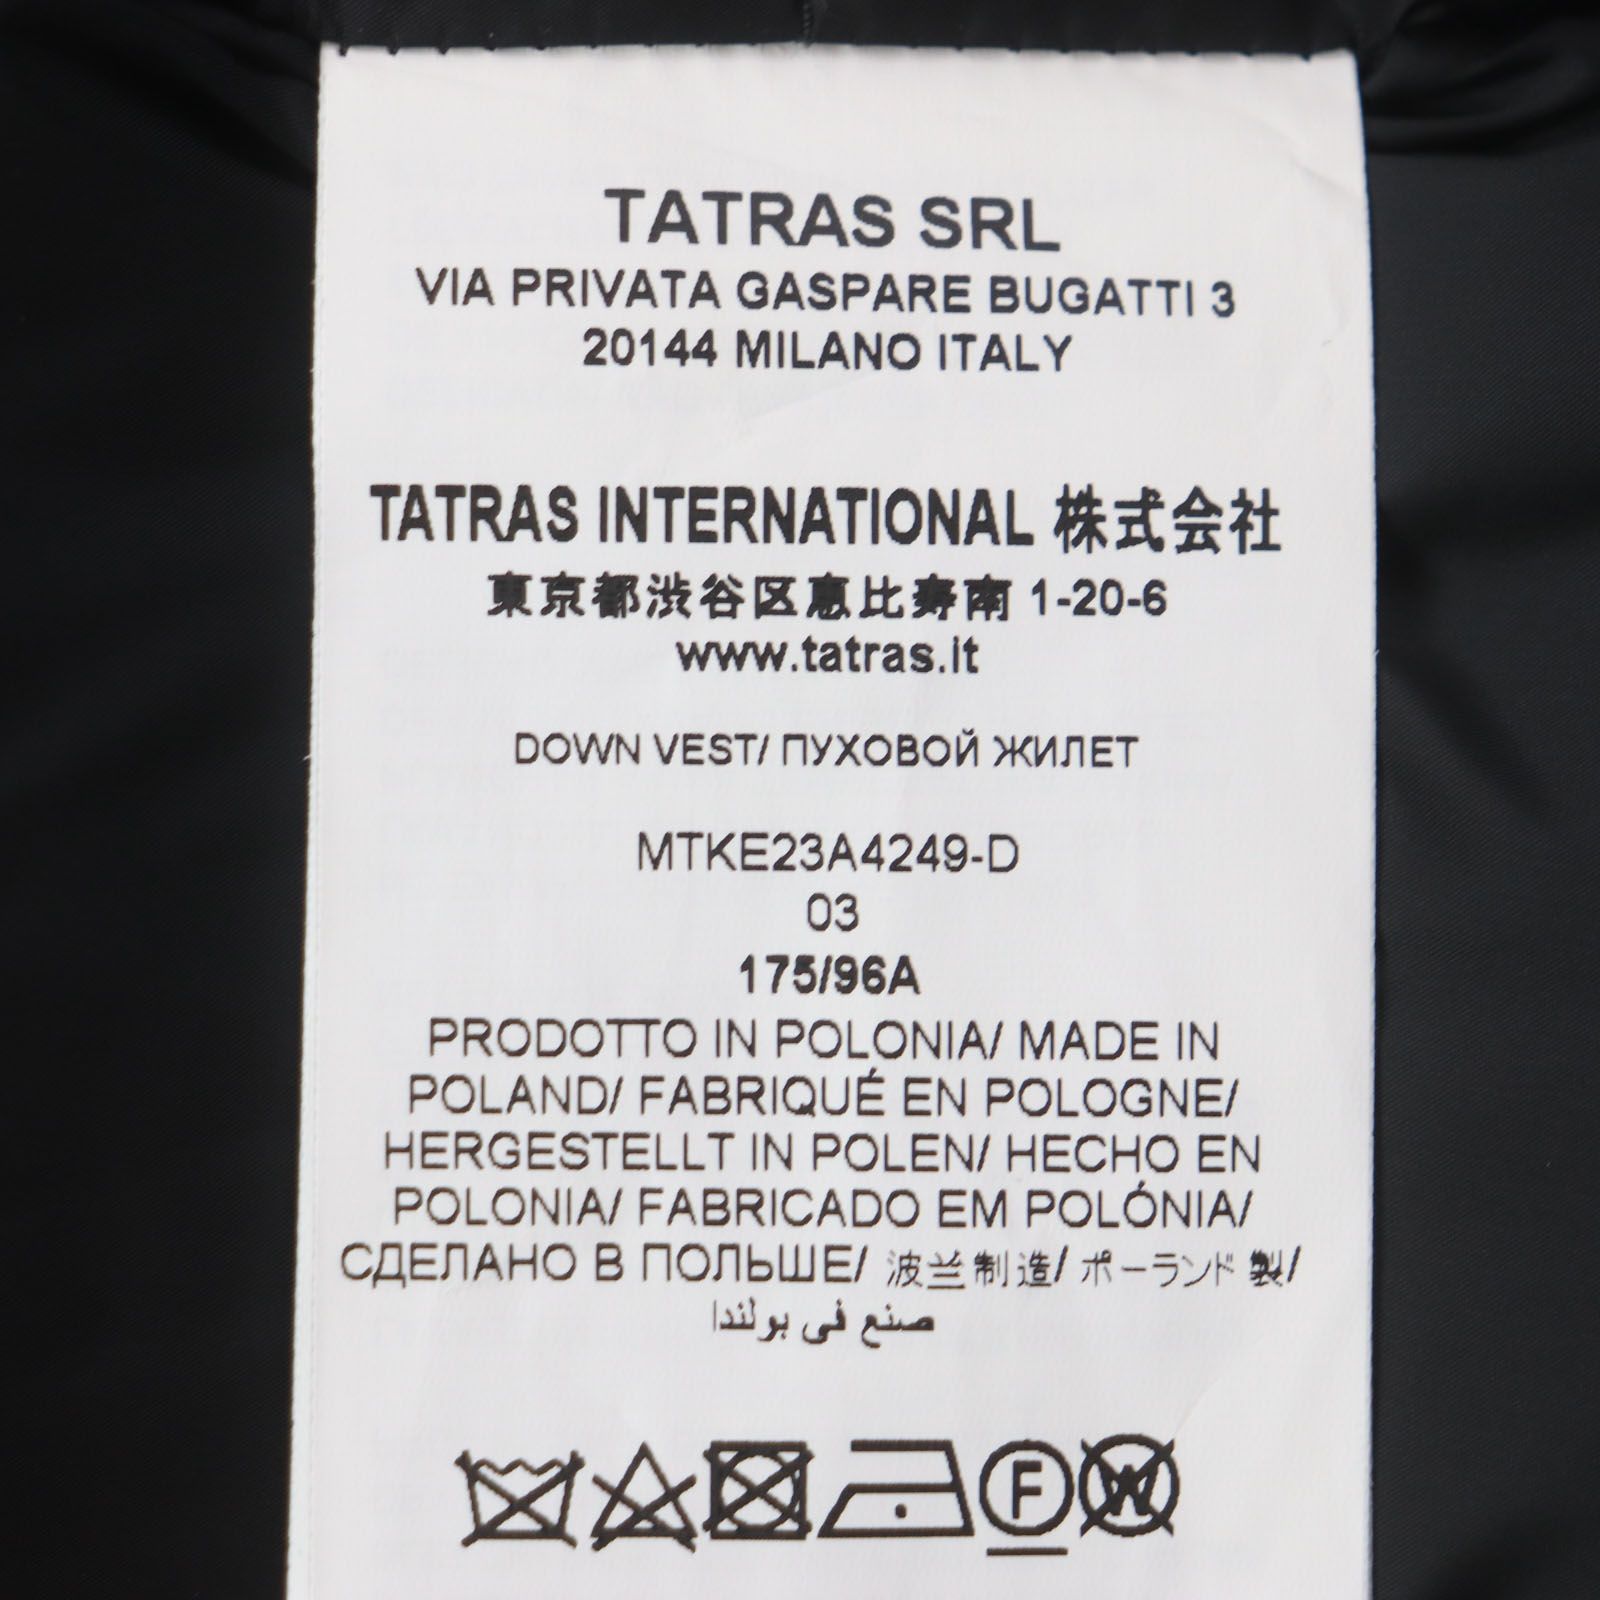 TATRAS SRL
VIA PRIVATA GASPARE BUGATTI 3
20144 MILANO ITALY
TATRAS INTERNATIONAL 株式会社
東京都渋谷区恵比寿南 1-20-6
www.tatras.it
DOWN VEST/ ПУХОВОЙ ЖИЛЕТ
MTKE23A4249-D
03
175/96A
PRODOTTO IN POLONIA/ MADE IN
POLAND/ FABRIQUÉ EN POLOGNE/
HERGESTELLT IN POLEN/ HECHO EN
POLONIA/ FABRICADO EM POLÓNIA/
СДЕЛАНО В ПОЛЬШЕ/ 波兰制造/ ポーランド 製/
صنع في بولندا
F W